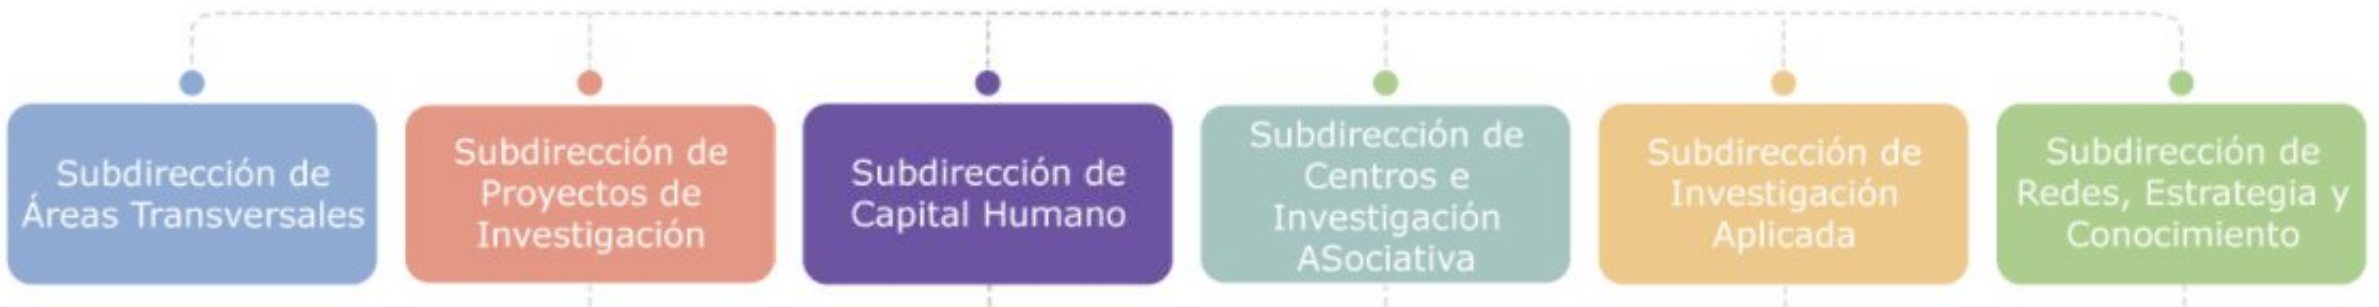 Subdirección de
Áreas Transversales
Subdirección de
Proyectos de
Investigación
Subdirección de
Capital Humano
Subdirección de
Centros e
Investigación
ASociativa
Subdirección de
Investigación
Aplicada
Subdirección de
Redes, Estrategia y
Conocimiento